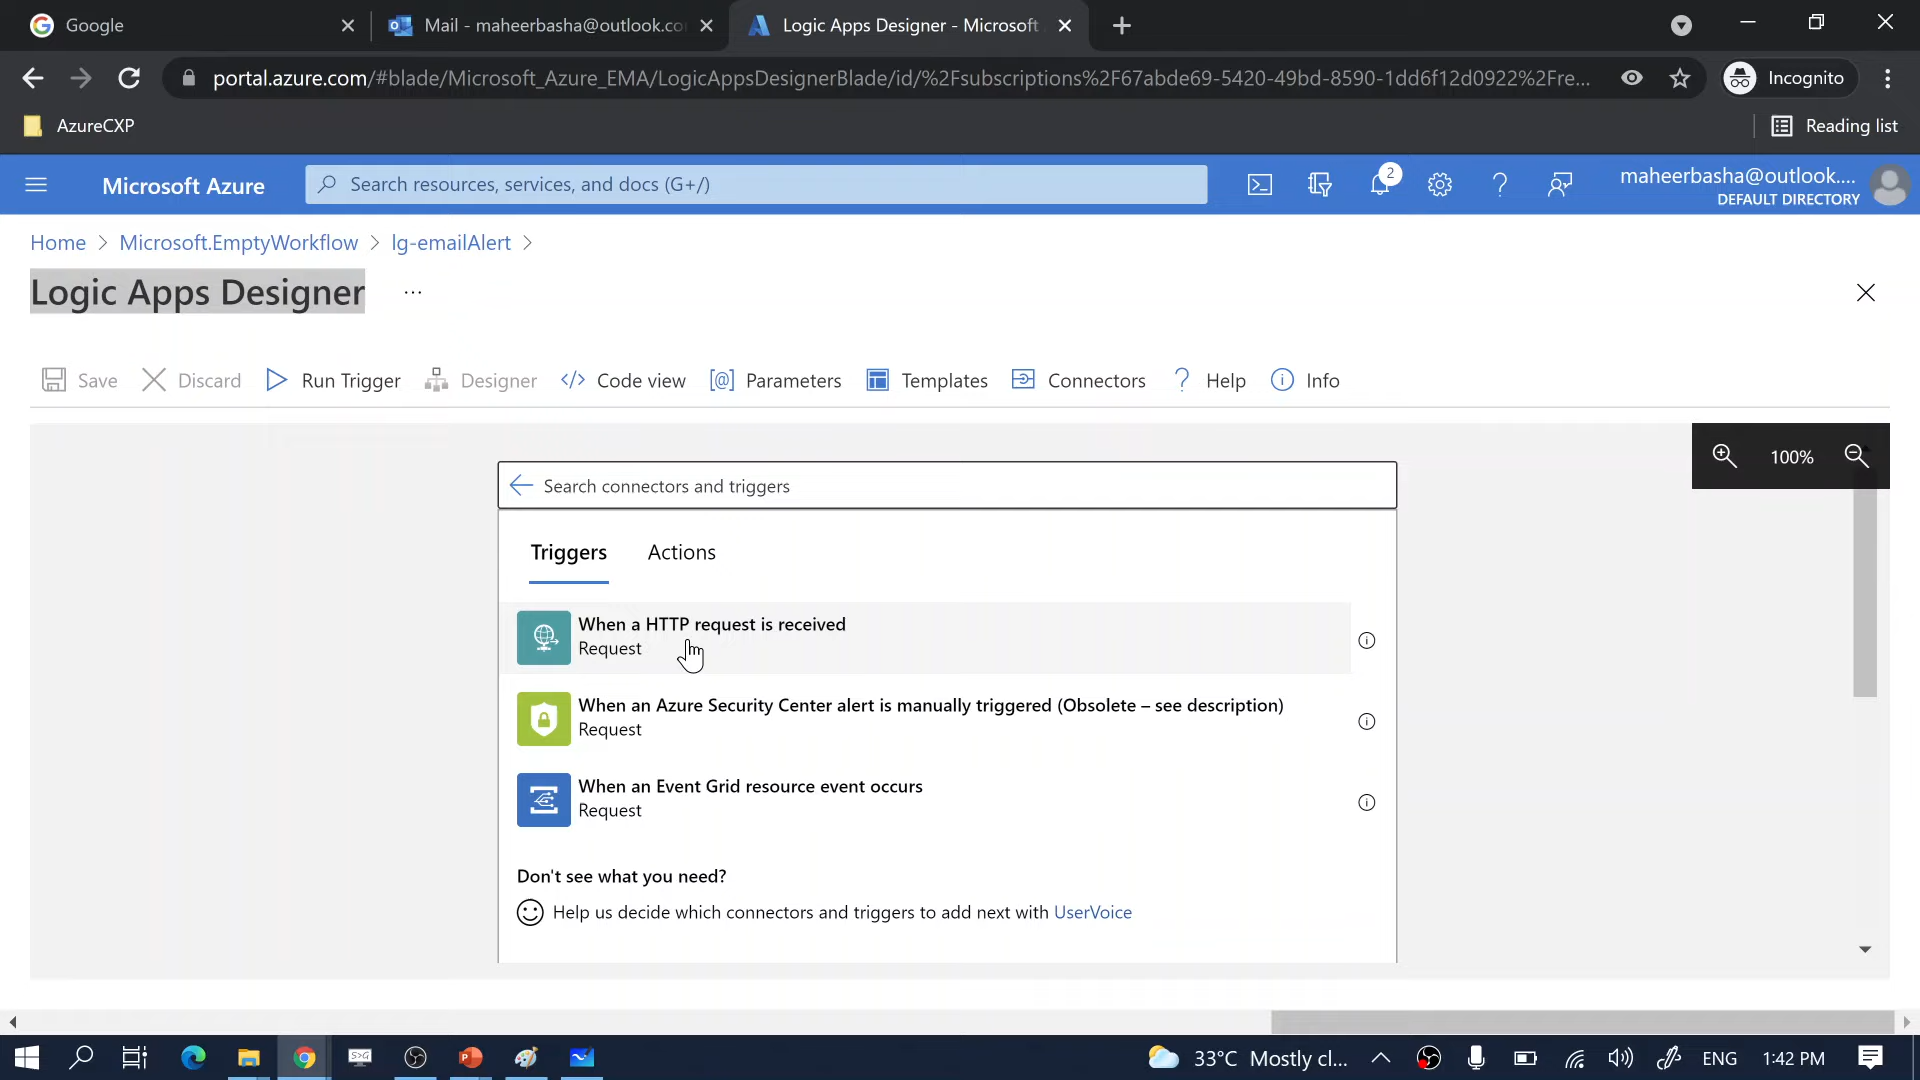 Google
Mail - maheerbasha@outlook.co
Logic Apps Designer - Microsoft
portal.azure.com/#blade/Microsoft_Azure_EMA/LogicAppsDesignerBlade/id/%2Fsubscriptions%2F67abde69-5420-49bd-8590-1dd6f12d0922%2Fre...
Incognito
AzureCXP
Reading list
Microsoft Azure
Search resources, services, and docs (G+/)
2
maheerbasha@outlook....
DEFAULT DIRECTORY
Home > Microsoft.EmptyWorkflow > lg-emailAlert >
Logic Apps Designer ...
Save Discard Run Trigger Designer Code view Parameters Templates Connectors Help Info
100%
Search connectors and triggers
Triggers Actions
When a HTTP request is received
Request
When an Azure Security Center alert is manually triggered (Obsolete – see description)
Request
When an Event Grid resource event occurs
Request
Don't see what you need?
Help us decide which connectors and triggers to add next with UserVoice
33°C Mostly cl... ENG 1:42 PM